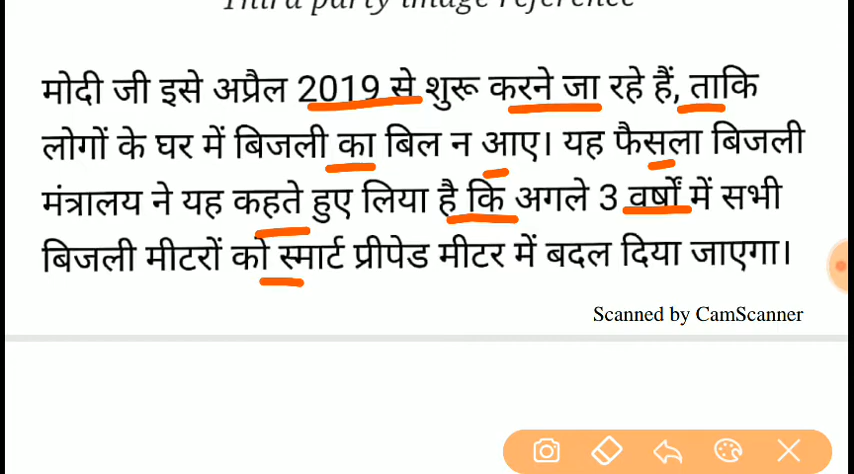 Third party image reference
मोदी जी इसे अप्रैल 2019 से शुरू करने जा रहे हैं, ताकि
लोगों के घर में बिजली का बिल न आए। यह फैसला बिजली
मंत्रालय ने यह कहते हुए लिया है कि अगले 3 वर्षों में सभी
बिजली मीटरों को स्मार्ट प्रीपेड मीटर में बदल दिया जाएगा।
Scanned by CamScanner